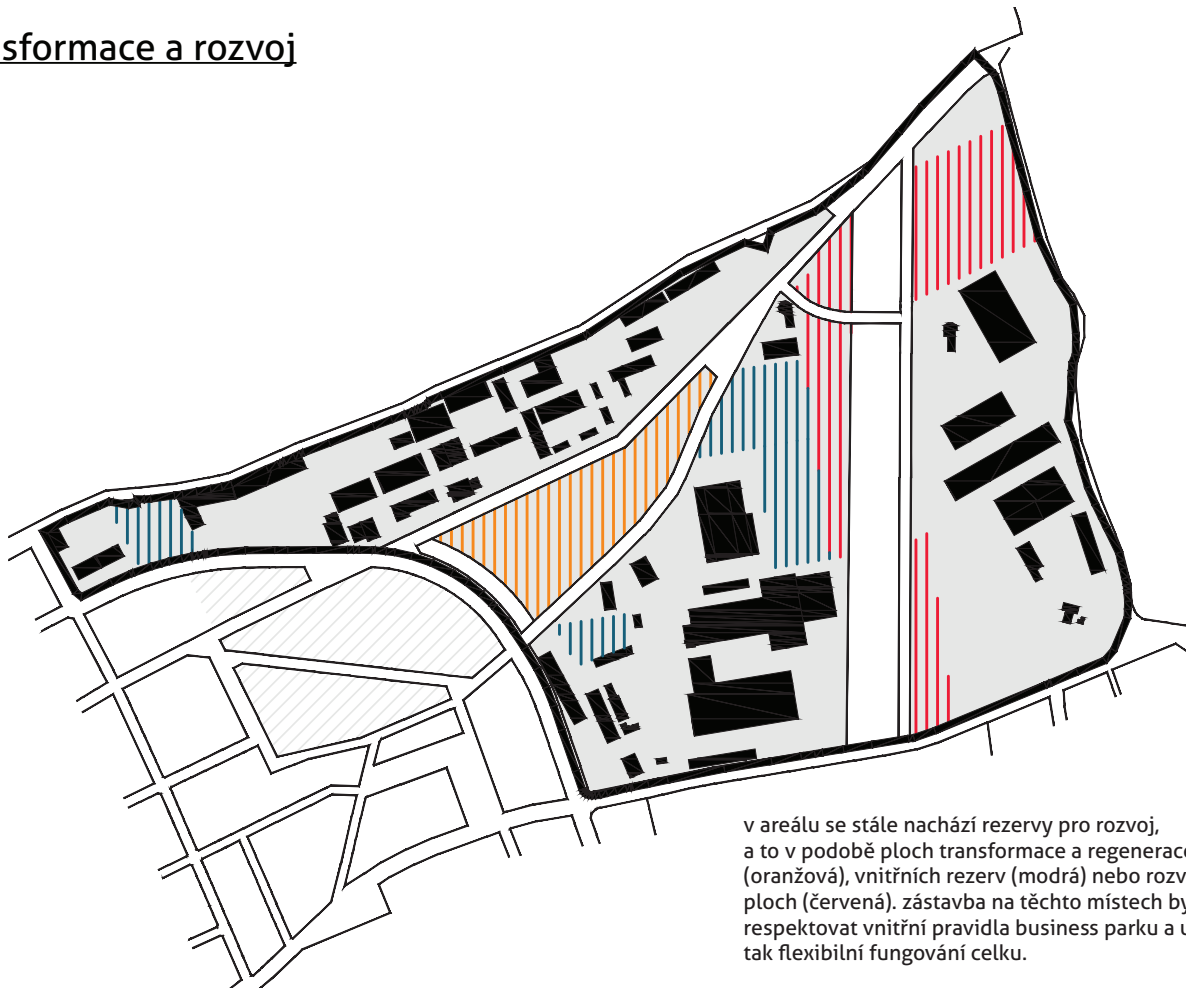 sformace a rozvoj
v areálu se stále nachází rezervy pro rozvoj,
a to v podobě ploch transformace a regenerace
(oranžová), vnitřních rezerv (modrá) nebo rozv
ploch (červená). zástavba na těchto místech by
respektovat vnitřní pravidla business parku a u
tak flexibilní fungování celku.